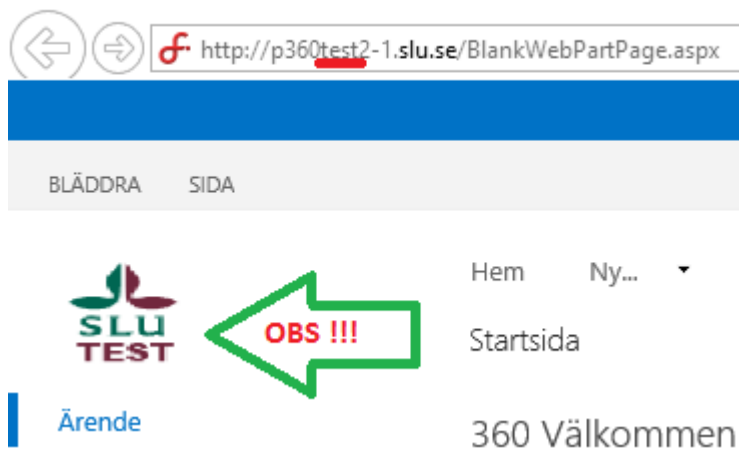 http://p360test2-1.slu.se/BlankWebPartPage.aspx
BLÄDDRA SIDA
Hem Ny...
SLU
TEST
OBS !!!
Startsida
Ärende
360 Välkommen